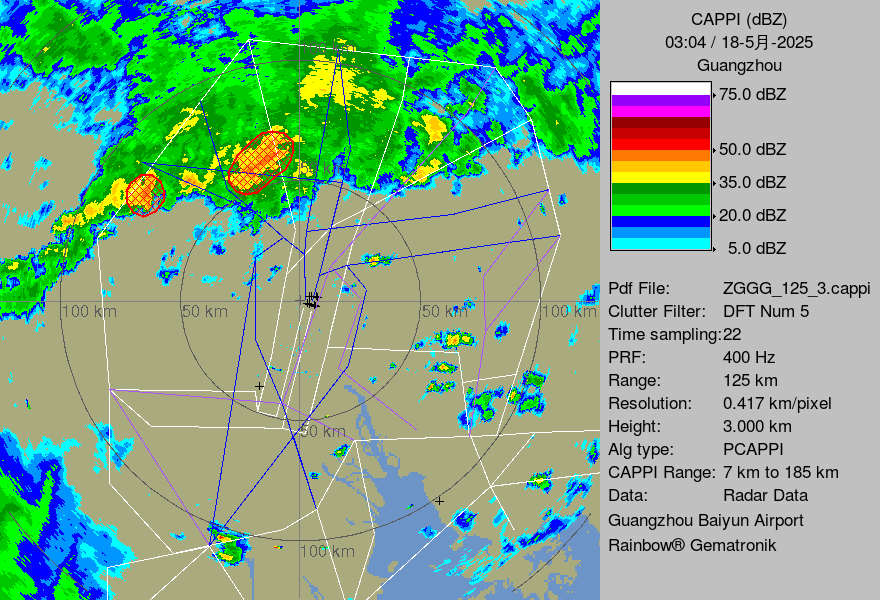 CAPPI (dBZ)
03:04 / 18-5月-2025
Guangzhou
75.0 dBZ
50.0 dBZ
35.0 dBZ
20.0 dBZ
5.0 dBZ
Pdf File: ZGGG_125_3.cappi
Clutter Filter: DFT Num 5
Time sampling:22
PRF: 400 Hz
Range: 125 km
Resolution: 0.417 km/pixel
Height: 3.000 km
Alg type: PCAPPI
CAPPI Range: 7 km to 185 km
Data: Radar Data
Guangzhou Baiyun Airport
Rainbow® Gematronik
100 km 50 km 50 km 100 km
50 km
100 km